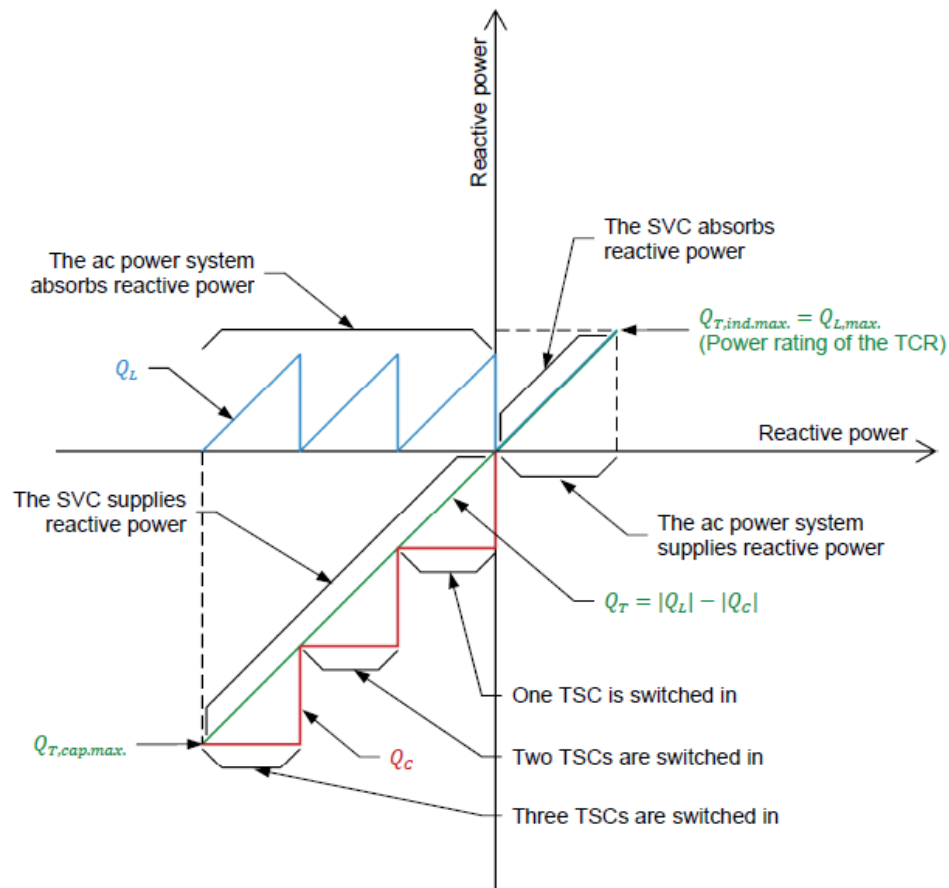 Reactive power
The SVC absorbs
reactive power
The ac power system
absorbs reactive power
Q_{T,ind.max.} = Q_{L,max.}
(Power rating of the TCR)
Q_L
Reactive power
The SVC supplies
reactive power
The ac power system
supplies reactive power
Q_T = |Q_L| − |Q_C|
One TSC is switched in
Q_{T,cap.max.}
Q_C
Two TSCs are switched in
Three TSCs are switched in